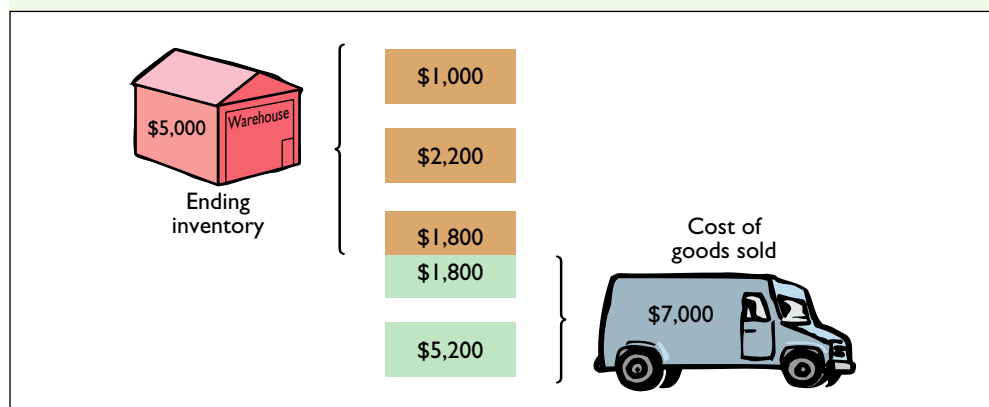 $1,000
$5,000
Warehouse
$2,200
Ending
inventory
$1,800
$1,800
Cost of
goods sold
$7,000
$5,200